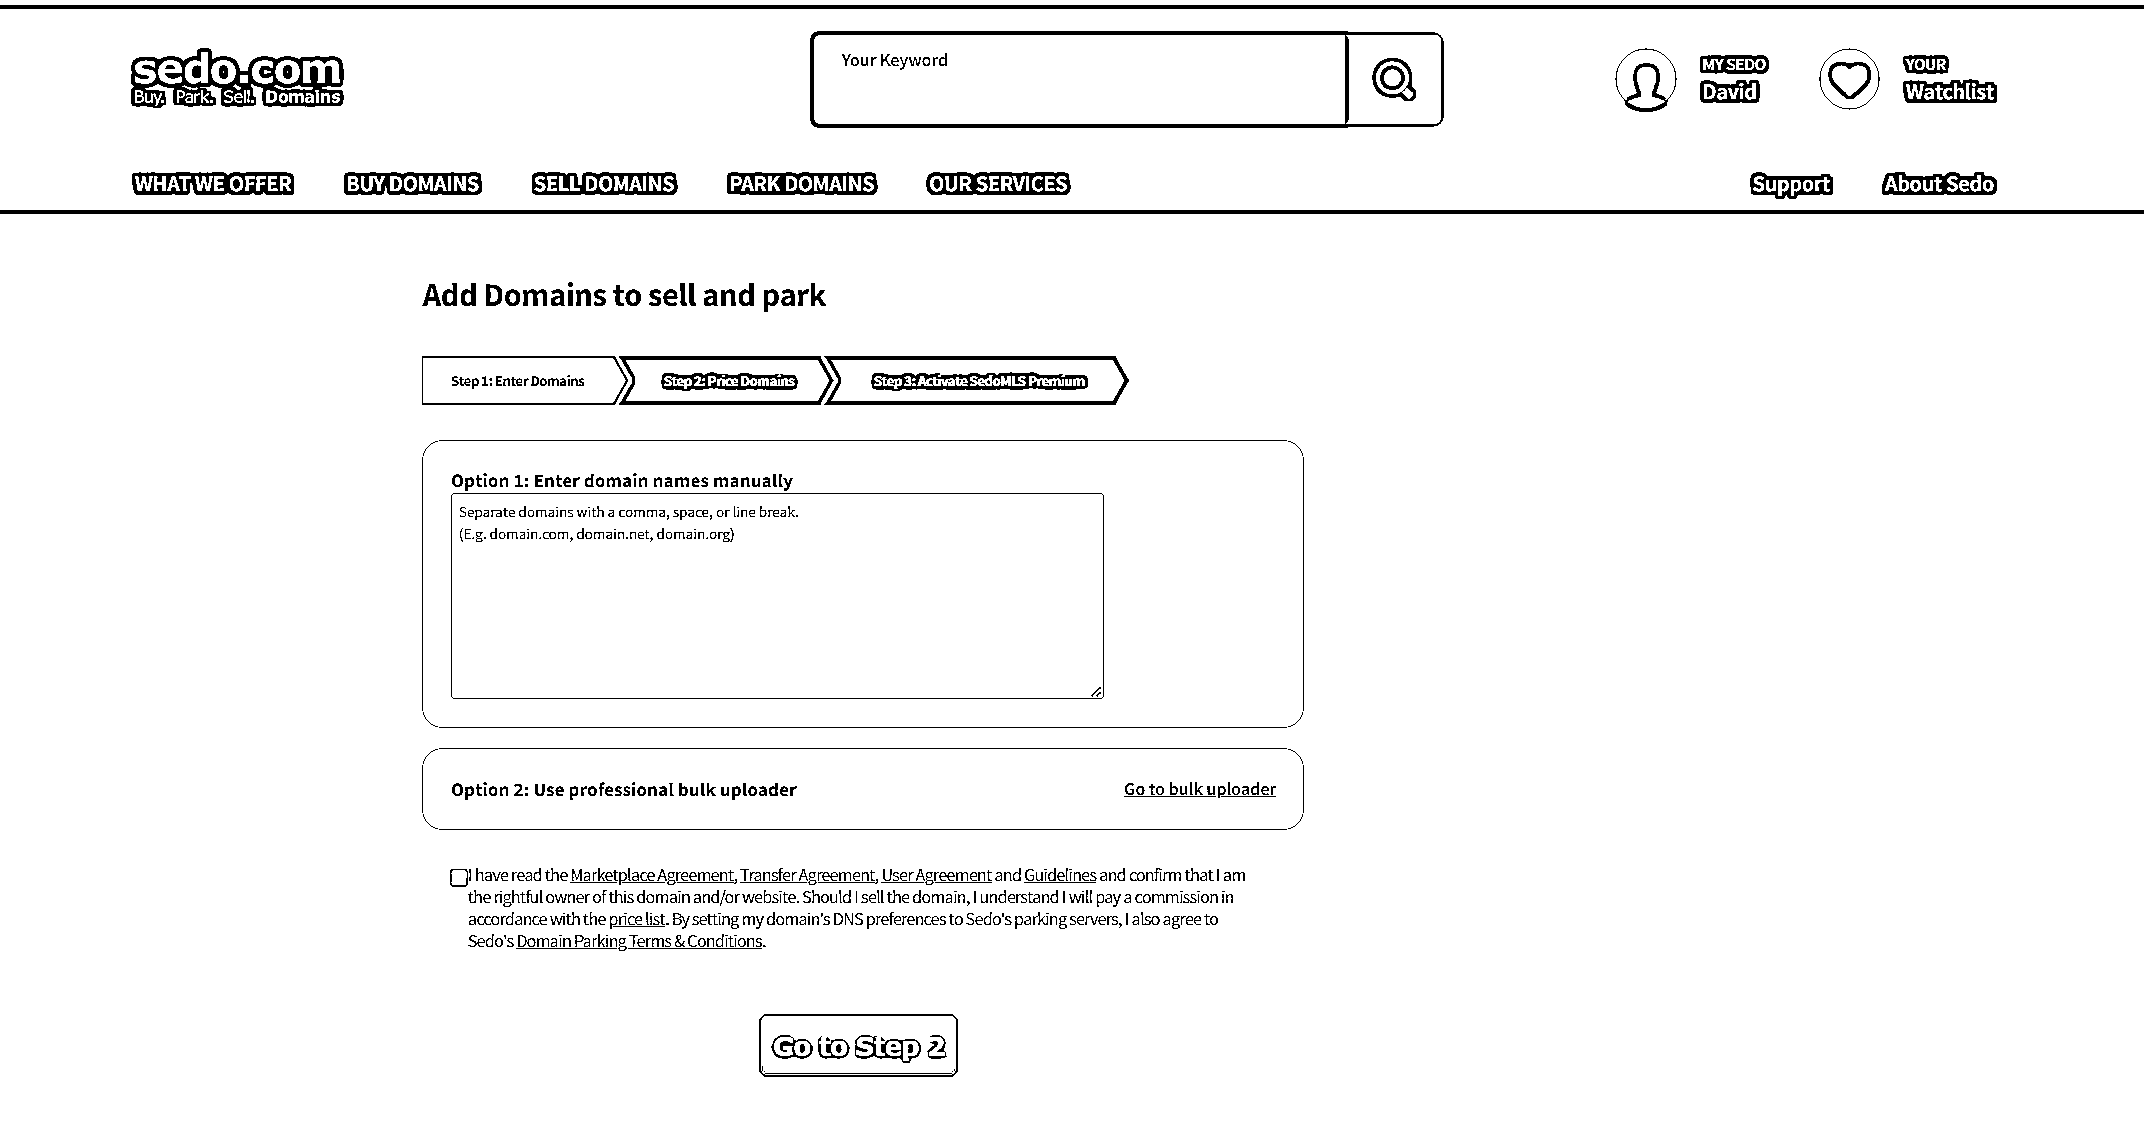 sedo.com
Buy. Park. Sell. Domains
Your Keyword
MY SEDO
David
YOUR
Watchlist
WHAT WE OFFER
BUY DOMAINS
SELL DOMAINS
PARK DOMAINS
OUR SERVICES
Support
About Sedo
Add Domains to sell and park
Step 1: Enter Domains
Step 2: Price Domains
Step 3: Activate SedoMLS Premium
Option 1: Enter domain names manually
Separate domains with a comma, space, or line break.
(E.g. domain.com, domain.net, domain.org)
Option 2: Use professional bulk uploader
Go to bulk uploader
I have read the Marketplace Agreement, Transfer Agreement, User Agreement and Guidelines and confirm that I am
the rightful owner of this domain and/or website. Should I sell the domain, I understand I will pay a commission in
accordance with the price list. By setting my domain's DNS preferences to Sedo's parking servers, I also agree to
Sedo's Domain Parking Terms & Conditions.
Go to Step 2